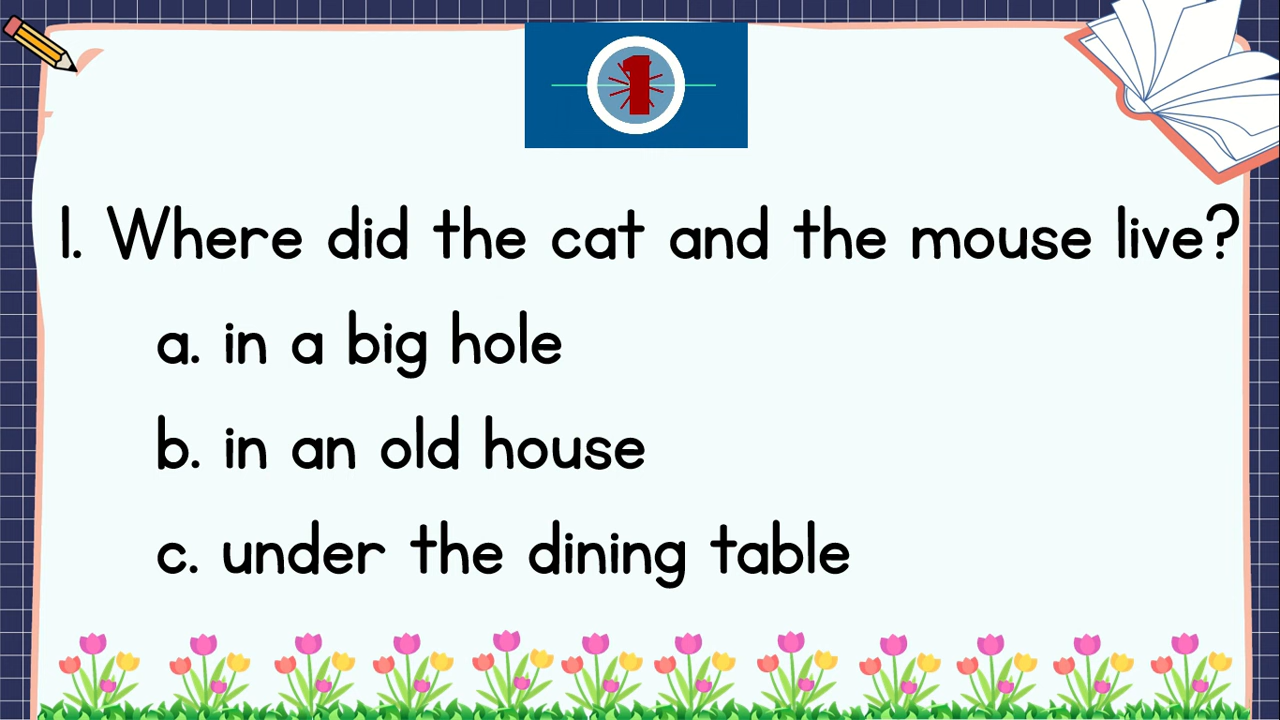 1
1. Where did the cat and the mouse live?
a. in a big hole
b. in an old house
c. under the dining table